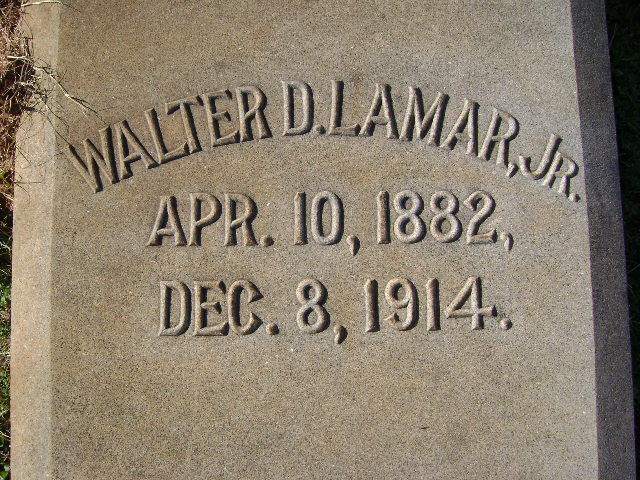 WALTER D. LAMAR, JR.
APR. 10, 1882,
DEC. 8, 1914.